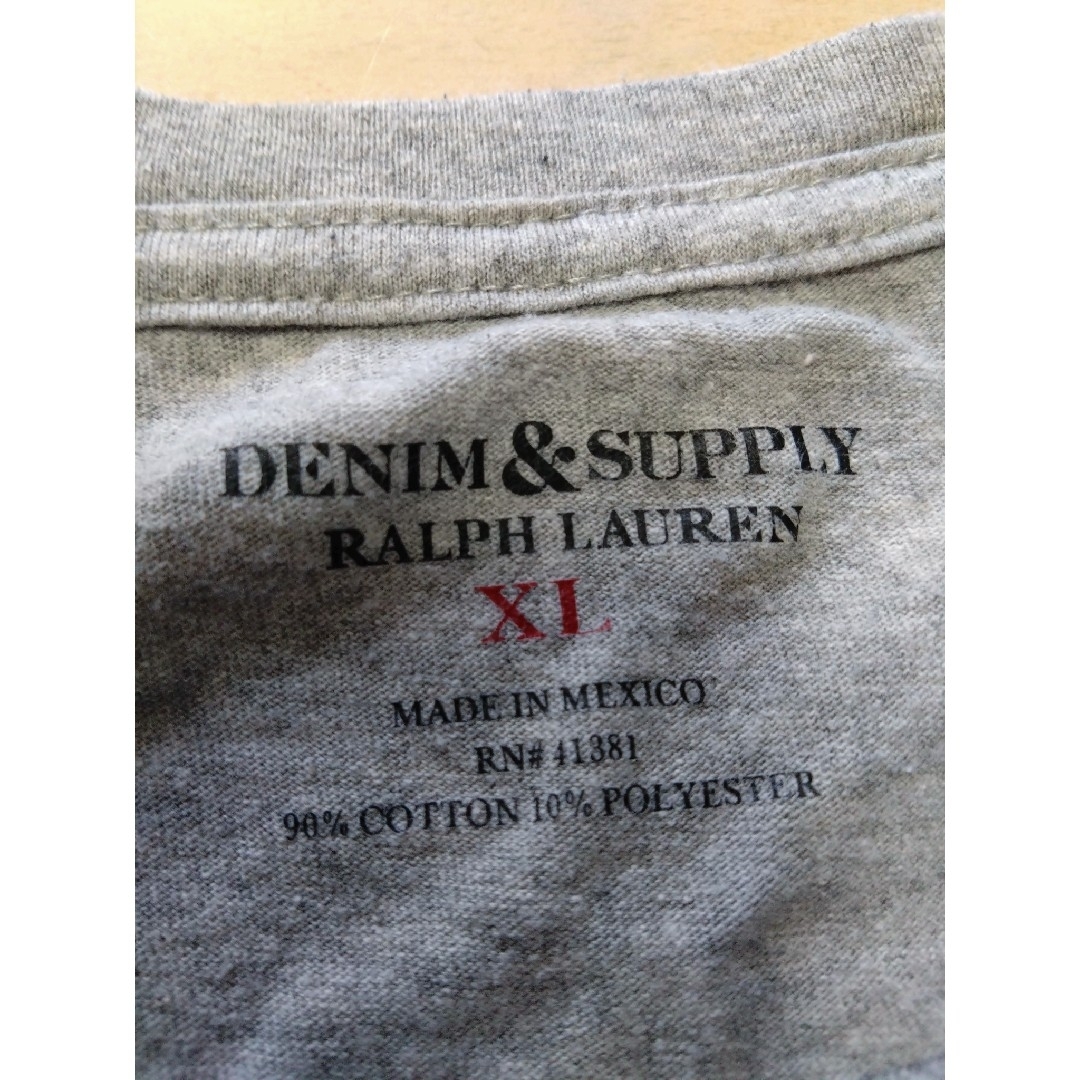 DENIM & SUPPLY
RALPH LAUREN
XL
MADE IN MEXICO
RN# 41381
90% COTTON 10% POLYESTER